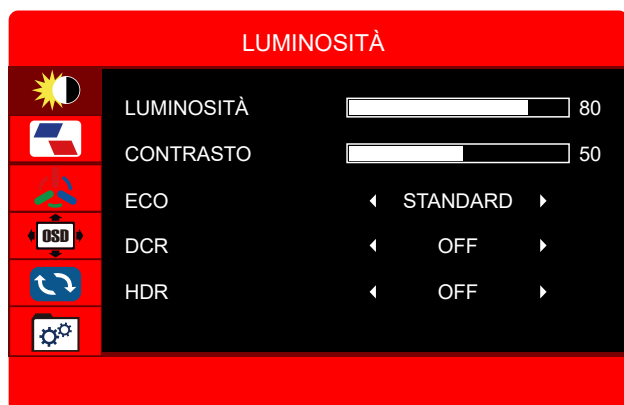 LUMINOSITÀ
LUMINOSITÀ 80
CONTRASTO 50
ECO STANDARD
DCR OFF
OSD
HDR OFF